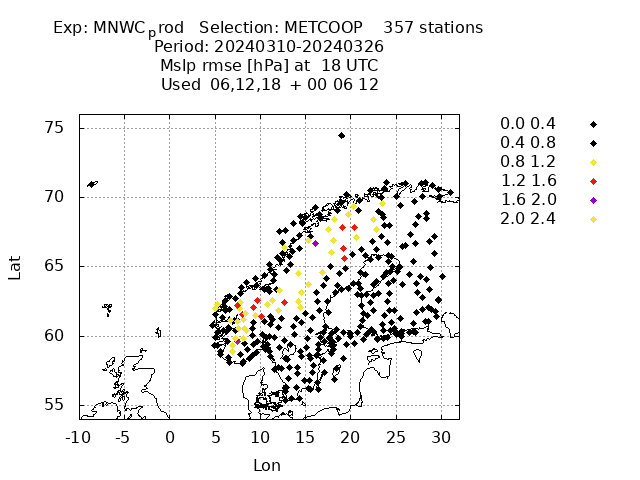 Exp: MNWCprod   Selection: METCOOP    357 stations
Period: 20240310-20240326
Mslp rmse [hPa] at  18 UTC
Used  06,12,18  + 00 06 12
0.0 0.4
0.4 0.8
0.8 1.2
1.2 1.6
1.6 2.0
2.0 2.4
75
70
65
60
55
Lat
-10 -5 0 5 10 15 20 25 30
Lon